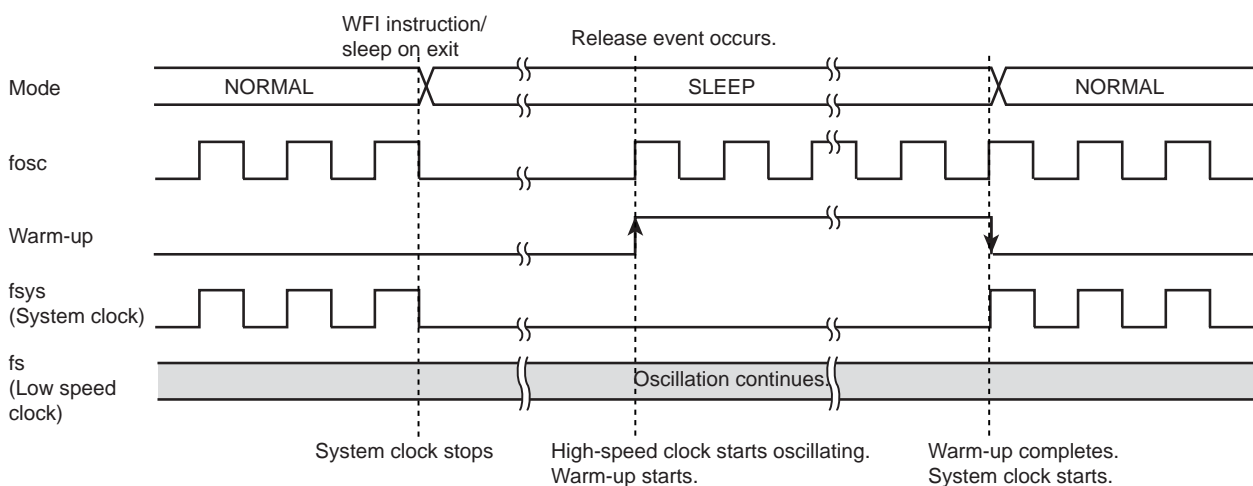 WFI instruction/
sleep on exit
Release event occurs.
Mode
NORMAL
SLEEP
NORMAL
fosc
Warm-up
fsys
(System clock)
fs
(Low speed
clock)
Oscillation continues.
System clock stops
High-speed clock starts oscillating.
Warm-up starts.
Warm-up completes.
System clock starts.